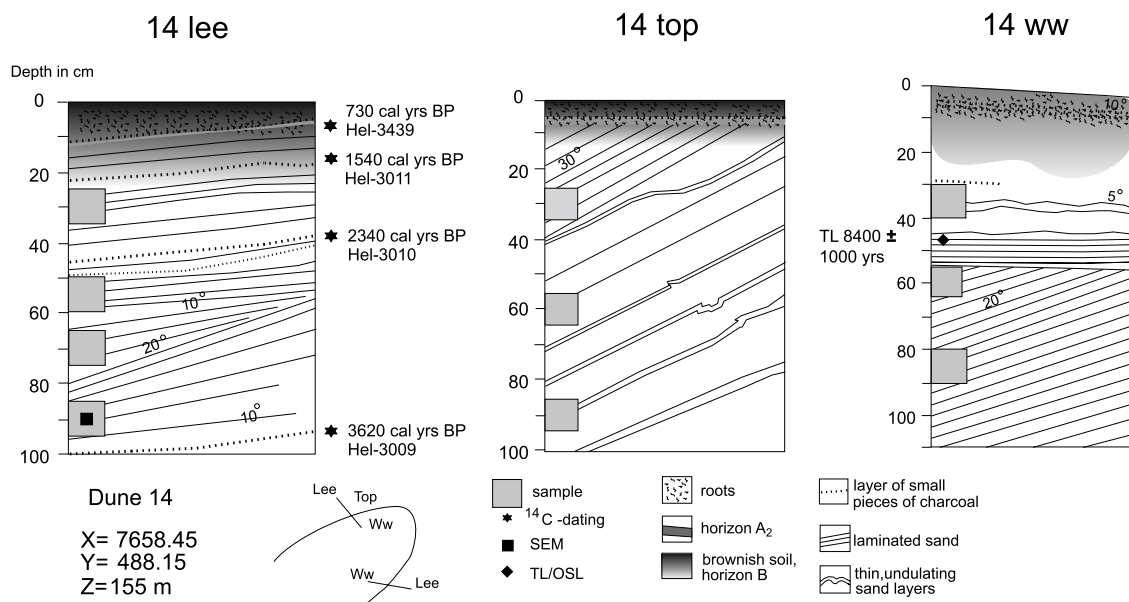 14 lee
14 top
14 ww
Depth in cm
0
20
40
60
80
100
10°
20°
10°
730 cal yrs BP
Hel-3439
1540 cal yrs BP
Hel-3011
2340 cal yrs BP
Hel-3010
3620 cal yrs BP
Hel-3009
0
20
40
60
80
100
30°
0
20
40
60
80
100
10°
5°
20°
TL 8400 ±
1000 yrs
Dune 14
X= 7658.45
Y= 488.15
Z= 155 m
Lee
Top
Ww
Ww
Lee
sample
14C -dating
SEM
TL/OSL
roots
horizon A2
brownish soil,
horizon B
layer of small
pieces of charcoal
laminated sand
thin,undulating
sand layers